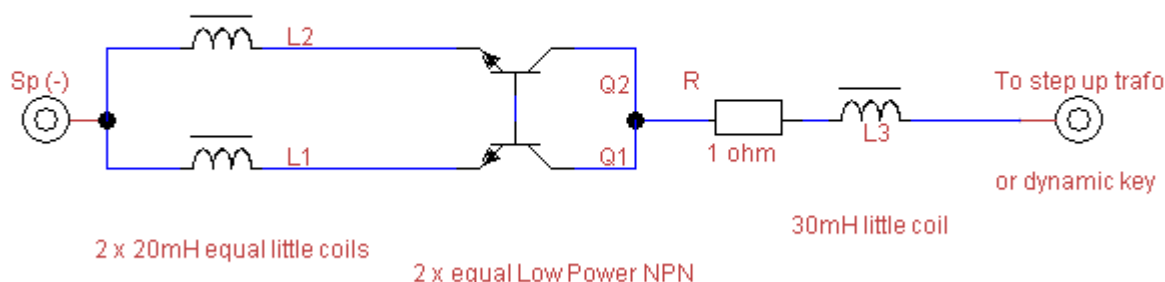 L2
Sp (-)
Q2
R
To step up trafo
L1
Q1
1 ohm
L3
or dynamic key
30mH little coil
2 x 20mH equal little coils
2 x equal Low Power NPN